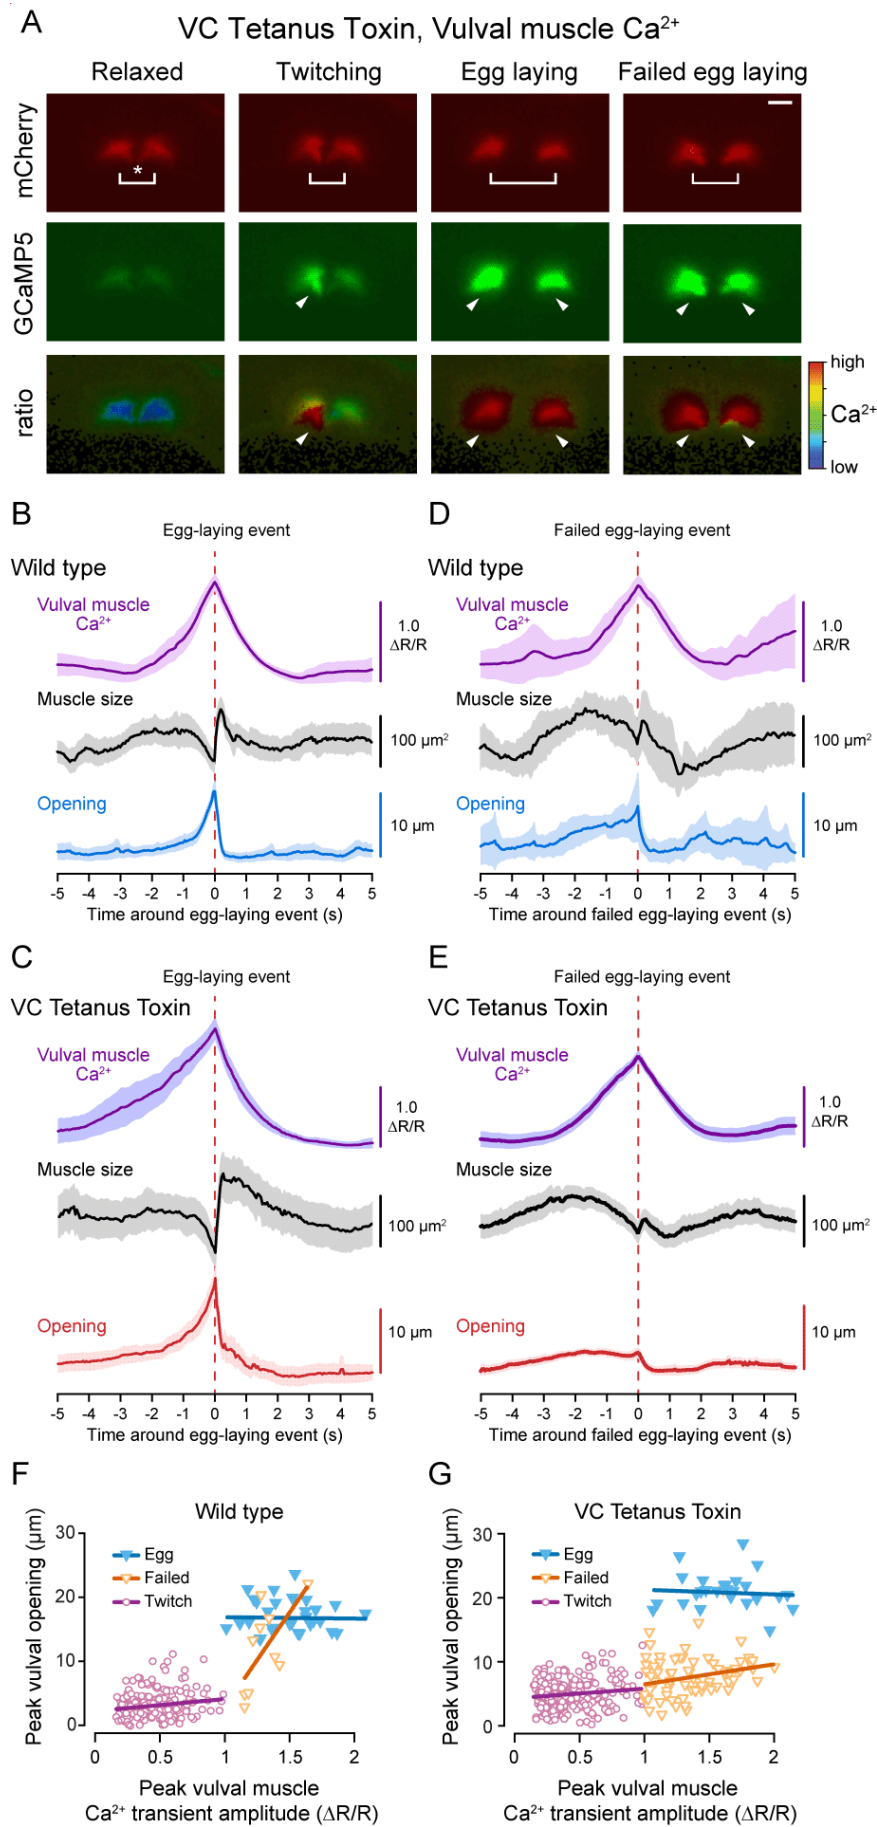 A
VC Tetanus Toxin, Vulval muscle Ca²⁺
Relaxed
Twitching
Egg laying
Failed egg laying
mCherry
*
GCaMP5
ratio
high
Ca²⁺
low
B
Egg-laying event
Wild type
Vulval muscle
Ca²⁺
1.0
ΔR/R
Muscle size
100 µm²
Opening
10 µm
-5 -4 -3 -2 -1 0 1 2 3 4 5
Time around egg-laying event (s)
D
Failed egg-laying event
Wild type
Vulval muscle
Ca²⁺
1.0
ΔR/R
Muscle size
100 µm²
Opening
10 µm
-5 -4 -3 -2 -1 0 1 2 3 4 5
Time around failed egg-laying event (s)
C
Egg-laying event
VC Tetanus Toxin
Vulval muscle
Ca²⁺
1.0
ΔR/R
Muscle size
100 µm²
Opening
10 µm
-5 -4 -3 -2 -1 0 1 2 3 4 5
Time around egg-laying event (s)
E
Failed egg-laying event
VC Tetanus Toxin
Vulval muscle
Ca²⁺
1.0
ΔR/R
Muscle size
100 µm²
Opening
10 µm
-5 -4 -3 -2 -1 0 1 2 3 4 5
Time around failed egg-laying event (s)
F
Wild type
Peak vulval opening (µm)
30
20
10
0
Egg
Failed
Twitch
0 0.5 1 1.5 2
Peak vulval muscle
Ca²⁺ transient amplitude (ΔR/R)
G
VC Tetanus Toxin
Peak vulval opening (µm)
30
20
10
0
Egg
Failed
Twitch
0 0.5 1 1.5 2
Peak vulval muscle
Ca²⁺ transient amplitude (ΔR/R)